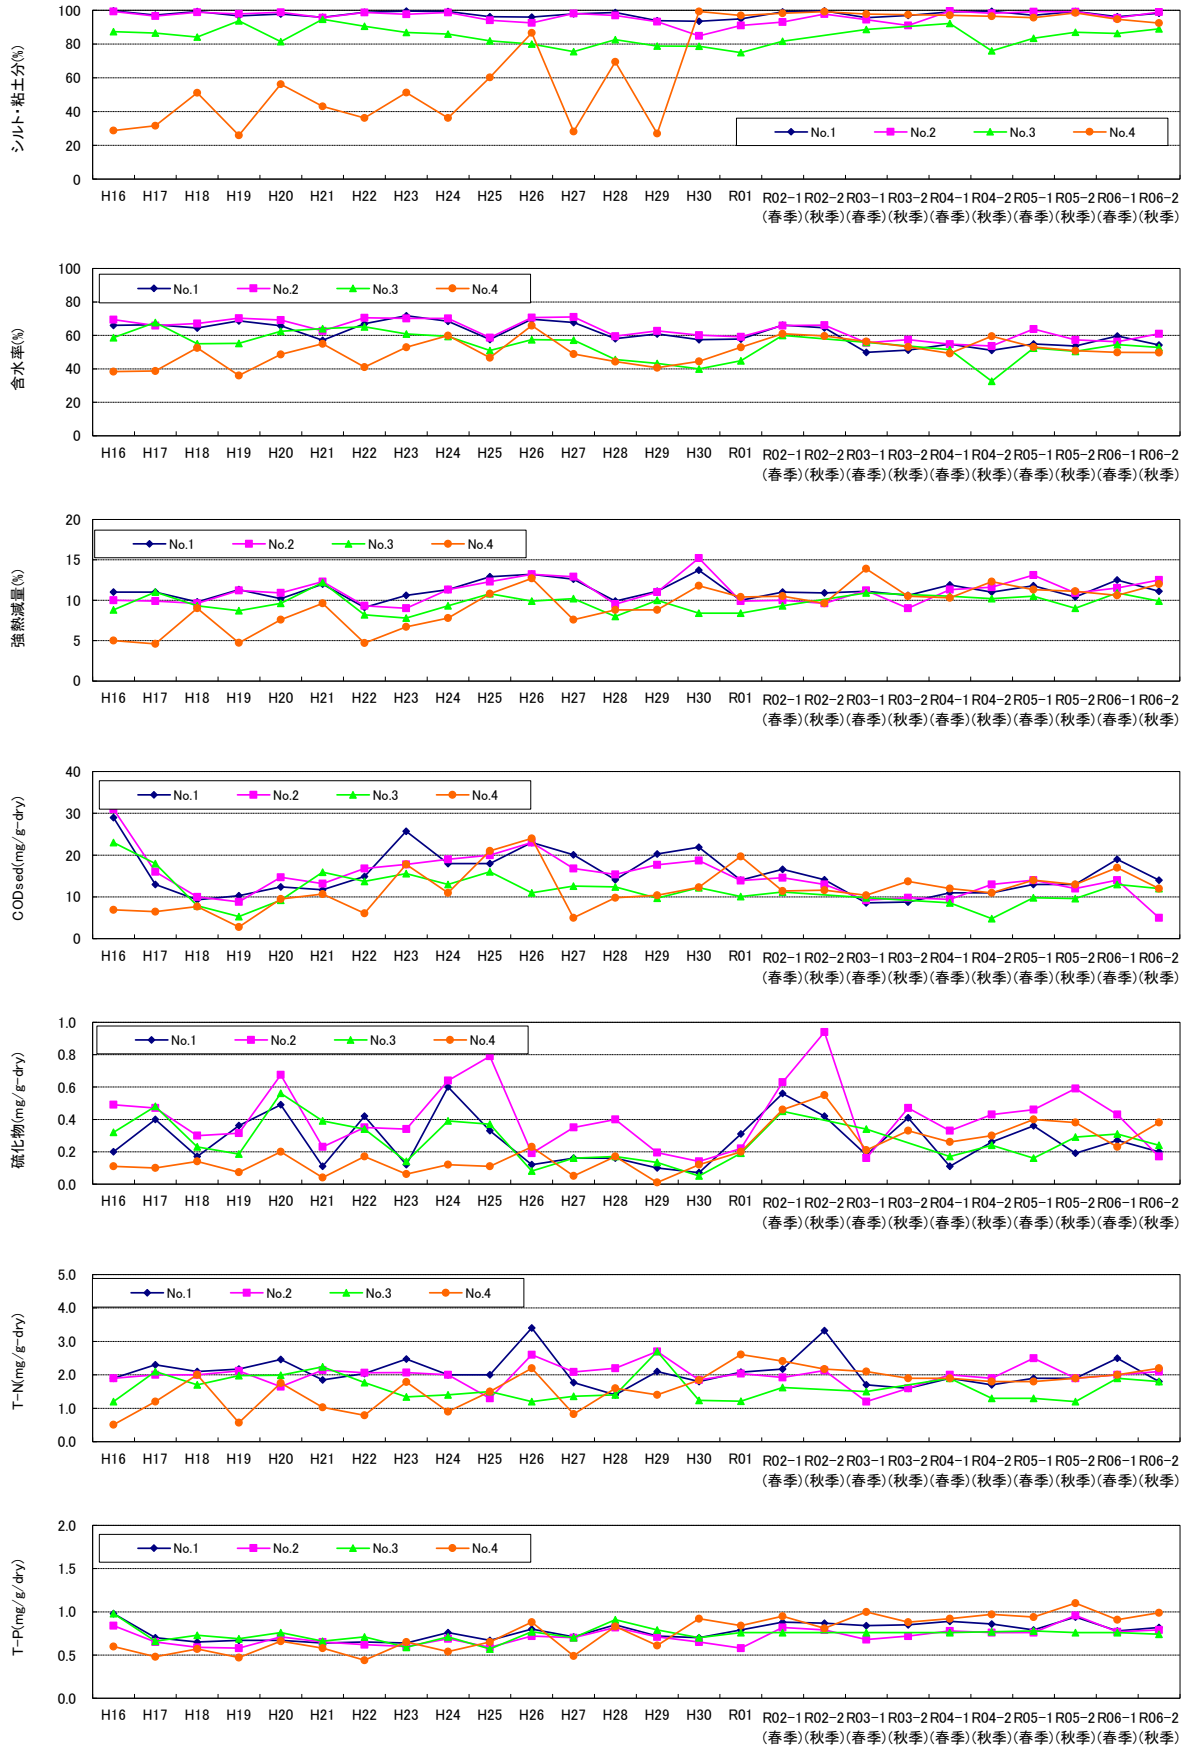 シルト・粘土分(%)
100
80
60
40
20
0
No.1 No.2 No.3 No.4
H16 H17 H18 H19 H20 H21 H22 H23 H24 H25 H26 H27 H28 H29 H30 R01 R02-1 R02-2 R03-1 R03-2 R04-1 R04-2 R05-1 R05-2 R06-1 R06-2
(春季)(秋季)(春季)(秋季)(春季)(秋季)(春季)(秋季)(春季)(秋季)
含水率(%)
100
80
60
40
20
0
No.1 No.2 No.3 No.4
H16 H17 H18 H19 H20 H21 H22 H23 H24 H25 H26 H27 H28 H29 H30 R01 R02-1 R02-2 R03-1 R03-2 R04-1 R04-2 R05-1 R05-2 R06-1 R06-2
(春季)(秋季)(春季)(秋季)(春季)(秋季)(春季)(秋季)(春季)(秋季)
強熱減量(%)
20
15
10
5
0
No.1 No.2 No.3 No.4
H16 H17 H18 H19 H20 H21 H22 H23 H24 H25 H26 H27 H28 H29 H30 R01 R02-1 R02-2 R03-1 R03-2 R04-1 R04-2 R05-1 R05-2 R06-1 R06-2
(春季)(秋季)(春季)(秋季)(春季)(秋季)(春季)(秋季)(春季)(秋季)
CODsed(mg/g-dry)
40
30
20
10
0
No.1 No.2 No.3 No.4
H16 H17 H18 H19 H20 H21 H22 H23 H24 H25 H26 H27 H28 H29 H30 R01 R02-1 R02-2 R03-1 R03-2 R04-1 R04-2 R05-1 R05-2 R06-1 R06-2
(春季)(秋季)(春季)(秋季)(春季)(秋季)(春季)(秋季)(春季)(秋季)
硫化物(mg/g-dry)
1.0
0.8
0.6
0.4
0.2
0.0
No.1 No.2 No.3 No.4
H16 H17 H18 H19 H20 H21 H22 H23 H24 H25 H26 H27 H28 H29 H30 R01 R02-1 R02-2 R03-1 R03-2 R04-1 R04-2 R05-1 R05-2 R06-1 R06-2
(春季)(秋季)(春季)(秋季)(春季)(秋季)(春季)(秋季)(春季)(秋季)
T-N(mg/g-dry)
5.0
4.0
3.0
2.0
1.0
0.0
No.1 No.2 No.3 No.4
H16 H17 H18 H19 H20 H21 H22 H23 H24 H25 H26 H27 H28 H29 H30 R01 R02-1 R02-2 R03-1 R03-2 R04-1 R04-2 R05-1 R05-2 R06-1 R06-2
(春季)(秋季)(春季)(秋季)(春季)(秋季)(春季)(秋季)(春季)(秋季)
T-P(mg/g/dry)
2.0
1.5
1.0
0.5
0.0
No.1 No.2 No.3 No.4
H16 H17 H18 H19 H20 H21 H22 H23 H24 H25 H26 H27 H28 H29 H30 R01 R02-1 R02-2 R03-1 R03-2 R04-1 R04-2 R05-1 R05-2 R06-1 R06-2
(春季)(秋季)(春季)(秋季)(春季)(秋季)(春季)(秋季)(春季)(秋季)